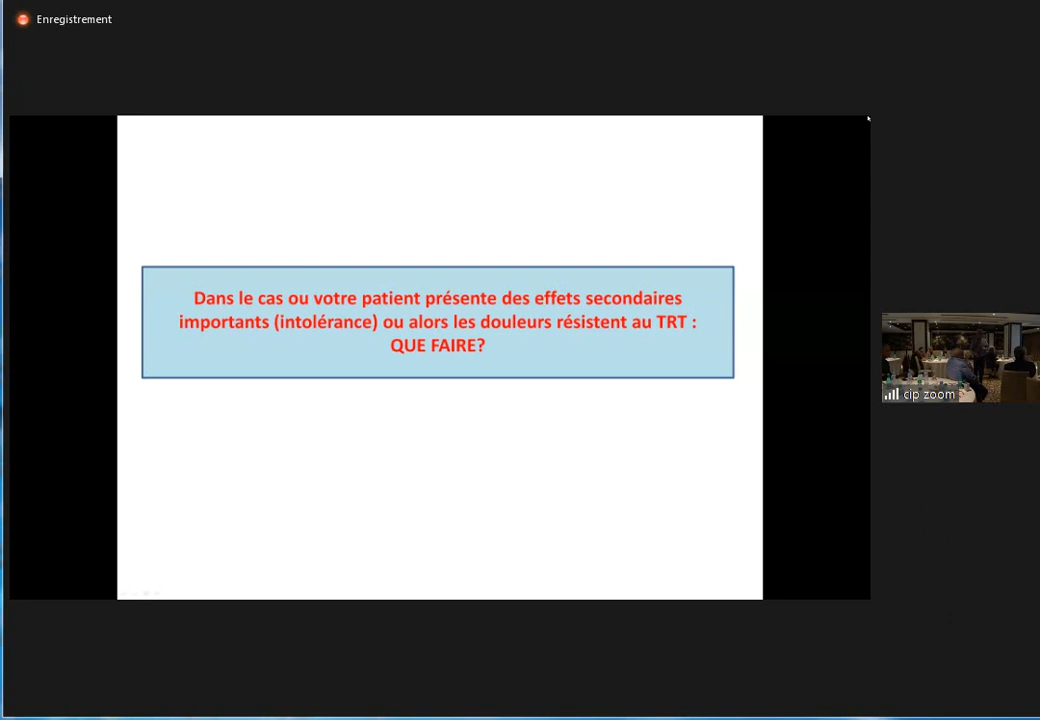 Enregistrement
Dans le cas ou votre patient présente des effets secondaires
importants (intolérance) ou alors les douleurs résistent au TRT :
QUE FAIRE?
cip zoom